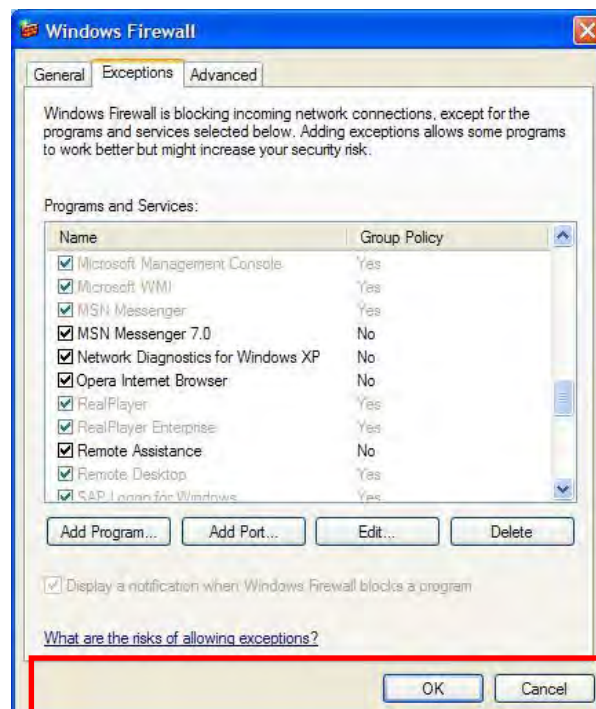 Windows Firewall
General Exceptions Advanced
Windows Firewall is blocking incoming network connections, except for the
programs and services selected below. Adding exceptions allows some programs
to work better but might increase your security risk.
Programs and Services:
Name Group Policy
Microsoft Management Console Yes
Microsoft WMI Yes
MSN Messenger Yes
MSN Messenger 7.0 No
Network Diagnostics for Windows XP No
Opera Internet Browser No
RealPlayer Yes
RealPlayer Enterprise Yes
Remote Assistance No
Remote Desktop Yes
SAP Logon for Windows Yes
Add Program... Add Port... Edit... Delete
Display a notification when Windows Firewall blocks a program
What are the risks of allowing exceptions?
OK Cancel